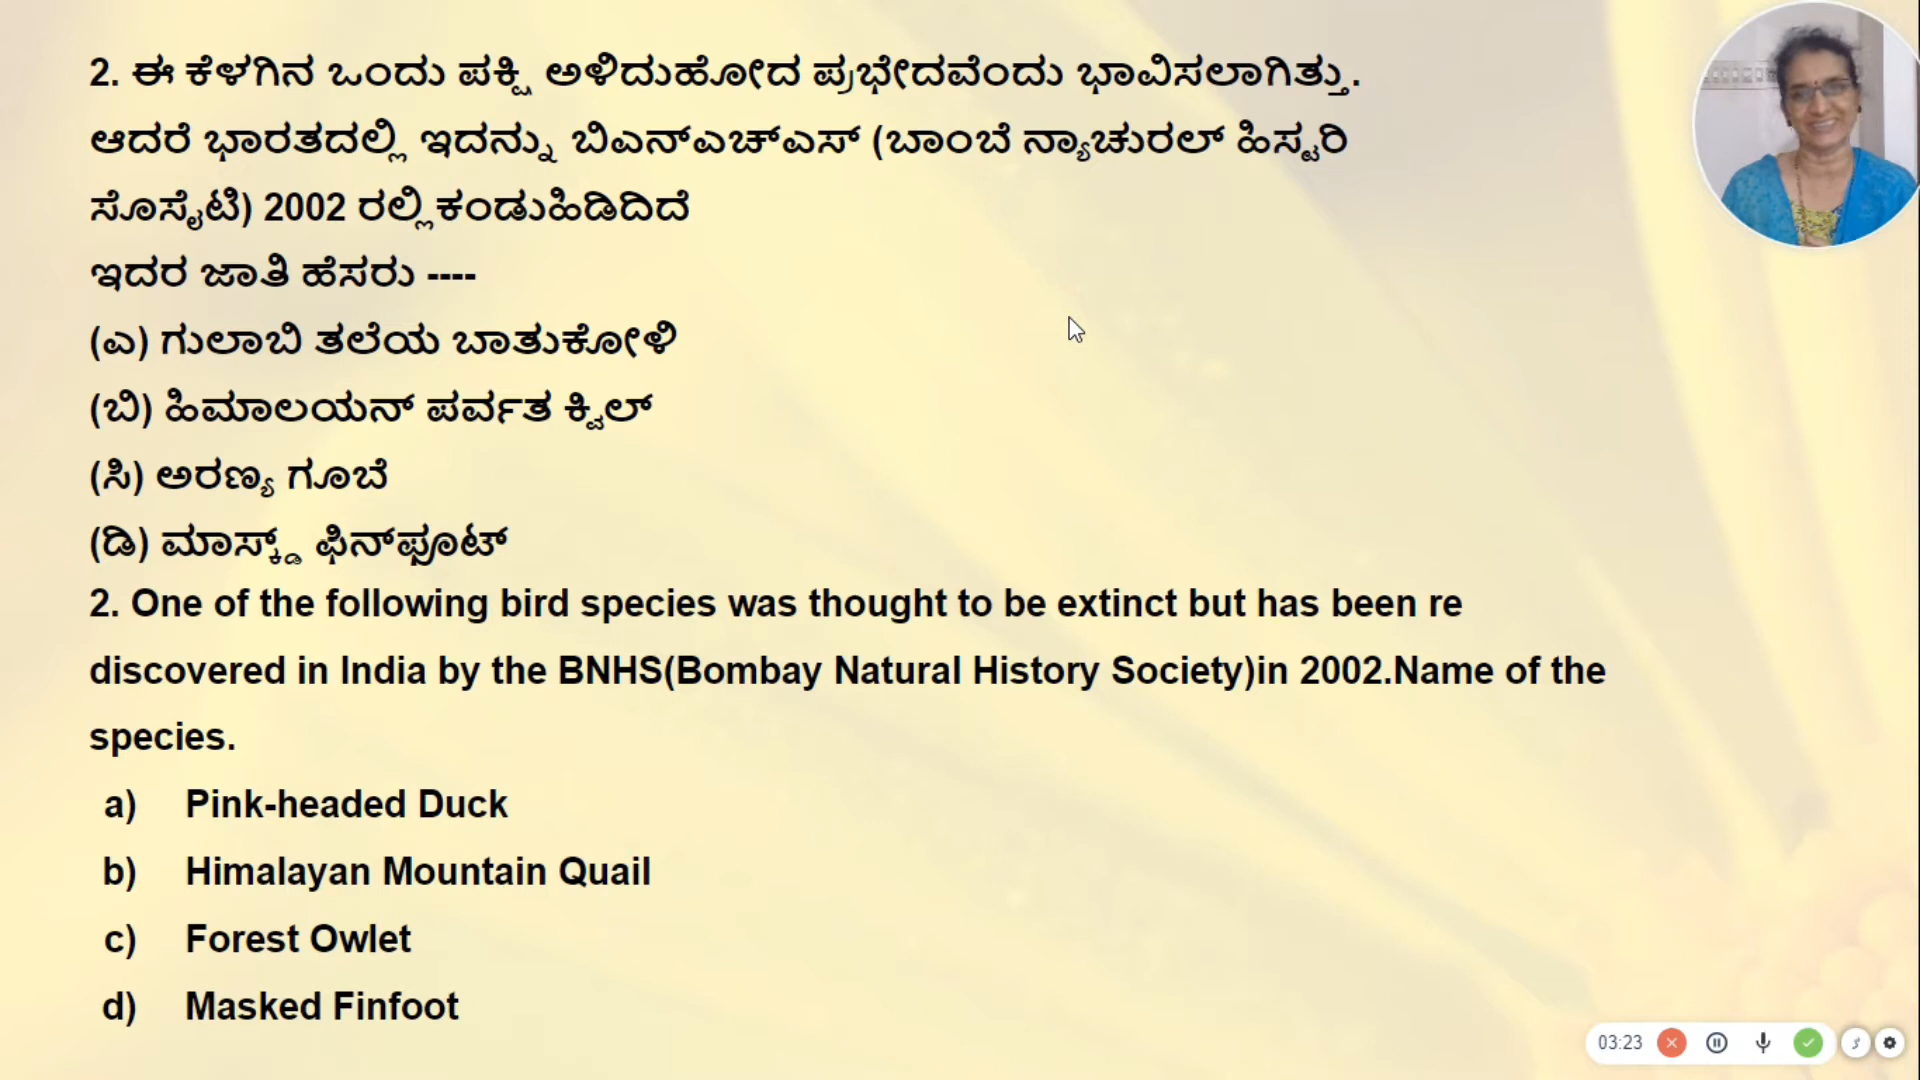 2. ಈ ಕೆಳಗಿನ ಒಂದು ಪಕ್ಷಿ ಅಳಿದುಹೋದ ಪ್ರಭೇದವೆಂದು ಭಾವಿಸಲಾಗಿತ್ತು.
ಆದರೆ ಭಾರತದಲ್ಲಿ ಇದನ್ನು ಬಿಎನ್‌ಎಚ್‌ಎಸ್ (ಬಾಂಬೆ ನ್ಯಾಚುರಲ್ ಹಿಸ್ಟರಿ
ಸೊಸೈಟಿ) 2002 ರಲ್ಲಿ ಕಂಡುಹಿಡಿದಿದೆ
ಇದರ ಜಾತಿ ಹೆಸರು ----
(ಎ) ಗುಲಾಬಿ ತಲೆಯ ಬಾತುಕೋಳಿ
(ಬಿ) ಹಿಮಾಲಯನ್ ಪರ್ವತ ಕ್ವಿಲ್
(ಸಿ) ಅರಣ್ಯ ಗೂಬೆ
(ಡಿ) ಮಾಸ್ಕ್ಡ್ ಫಿನ್‌ಫೂಟ್
2. One of the following bird species was thought to be extinct but has been re
discovered in India by the BNHS(Bombay Natural History Society)in 2002.Name of the
species.
a) Pink-headed Duck
b) Himalayan Mountain Quail
c) Forest Owlet
d) Masked Finfoot
03:23